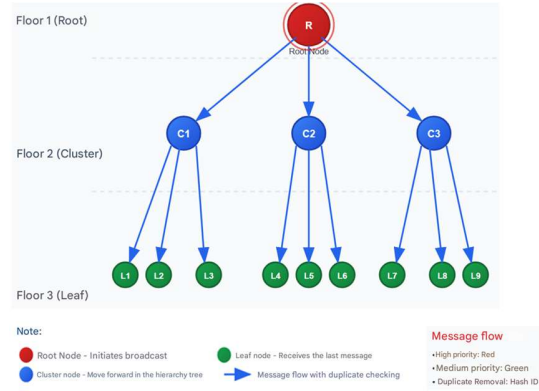 Floor 1 (Root)
R
Root Node
C1 C2 C3
Floor 2 (Cluster)
L1 L2 L3 L4 L5 L6 L7 L8 L9
Floor 3 (Leaf)
Note:
Root Node - Initiates broadcast
Leaf node - Receives the last message
Cluster node - Move forward in the hierarchy tree
Message flow with duplicate checking
Message flow
•High priority: Red
•Medium priority: Green
• Duplicate Removal: Hash ID